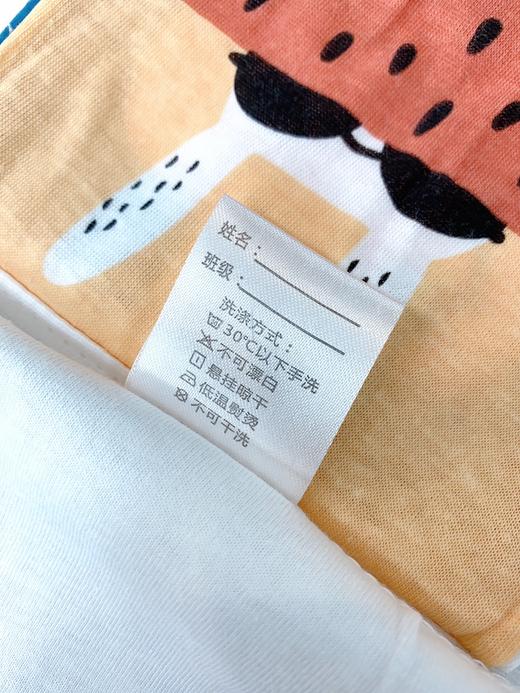 姓名：
班级：
洗涤方式：
30℃以下手洗
不可漂白
悬挂晾干
低温熨烫
不可干洗